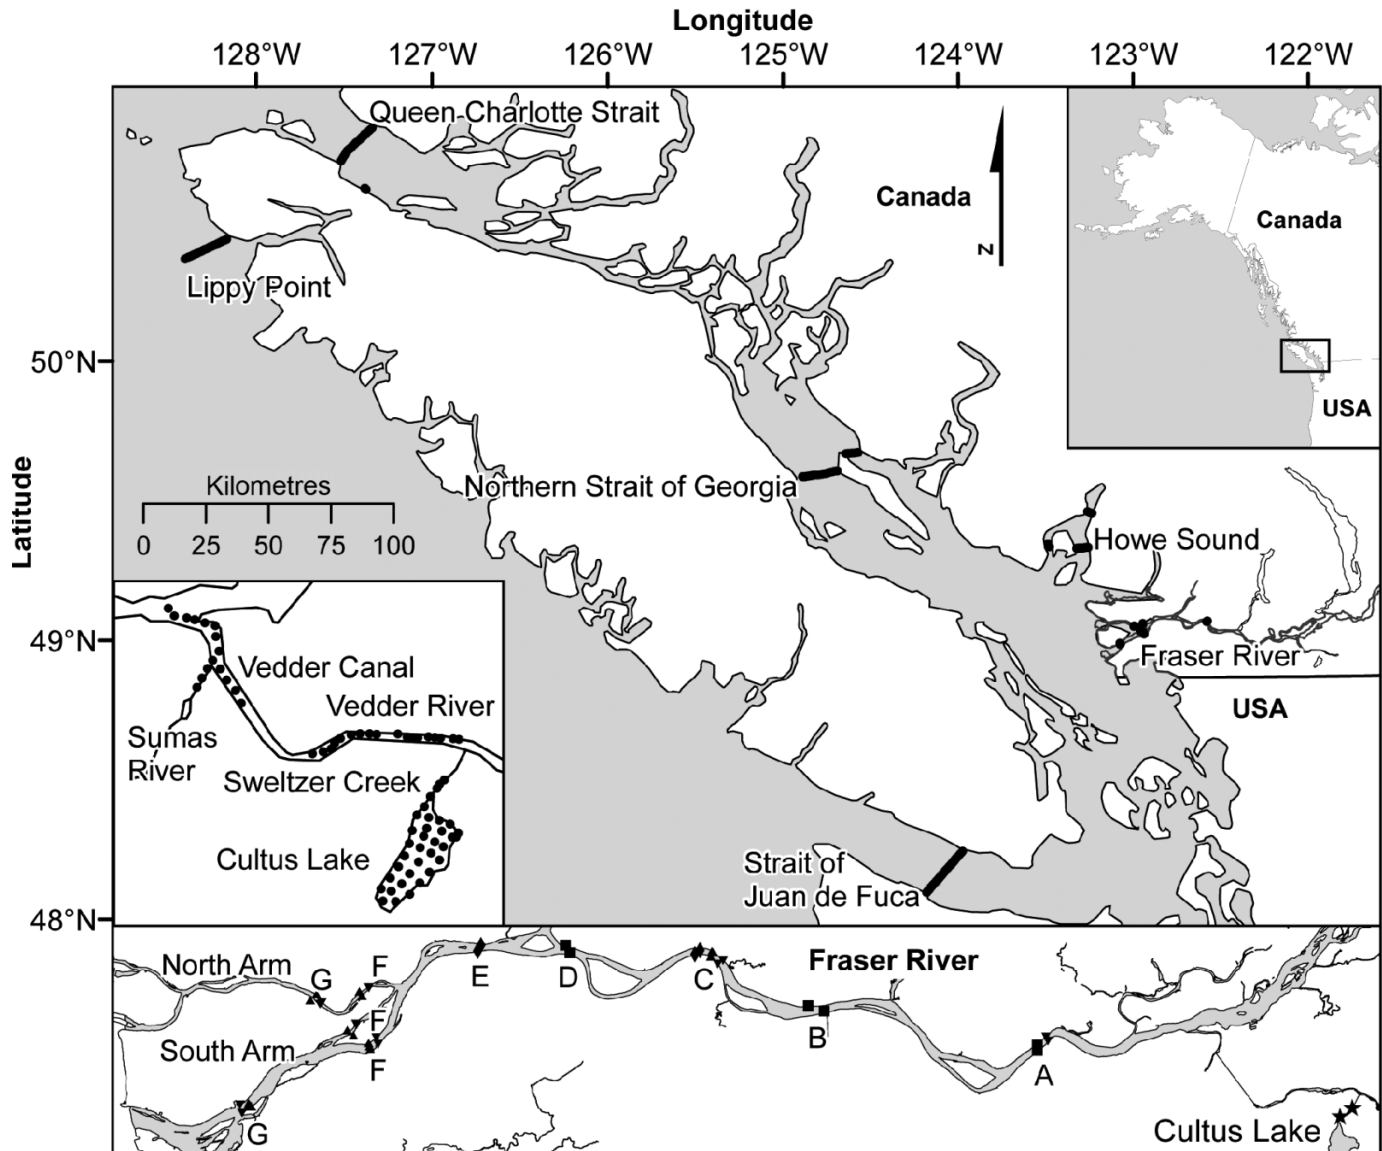 Longitude
128°W 127°W 126°W 125°W 124°W 123°W 122°W
Queen Charlotte Strait
Canada
N
Canada
Lippy Point
50°N
USA
Latitude
Kilometres
0 25 50 75 100
Northern Strait of Georgia
Howe Sound
49°N
Fraser River
USA
Vedder Canal
Vedder River
Sumas
River
Sweltzer Creek
Cultus Lake
Strait of
Juan de Fuca
48°N
North Arm
G
F
E
D
C
Fraser River
F
B
South Arm
F
A
G
Cultus Lake